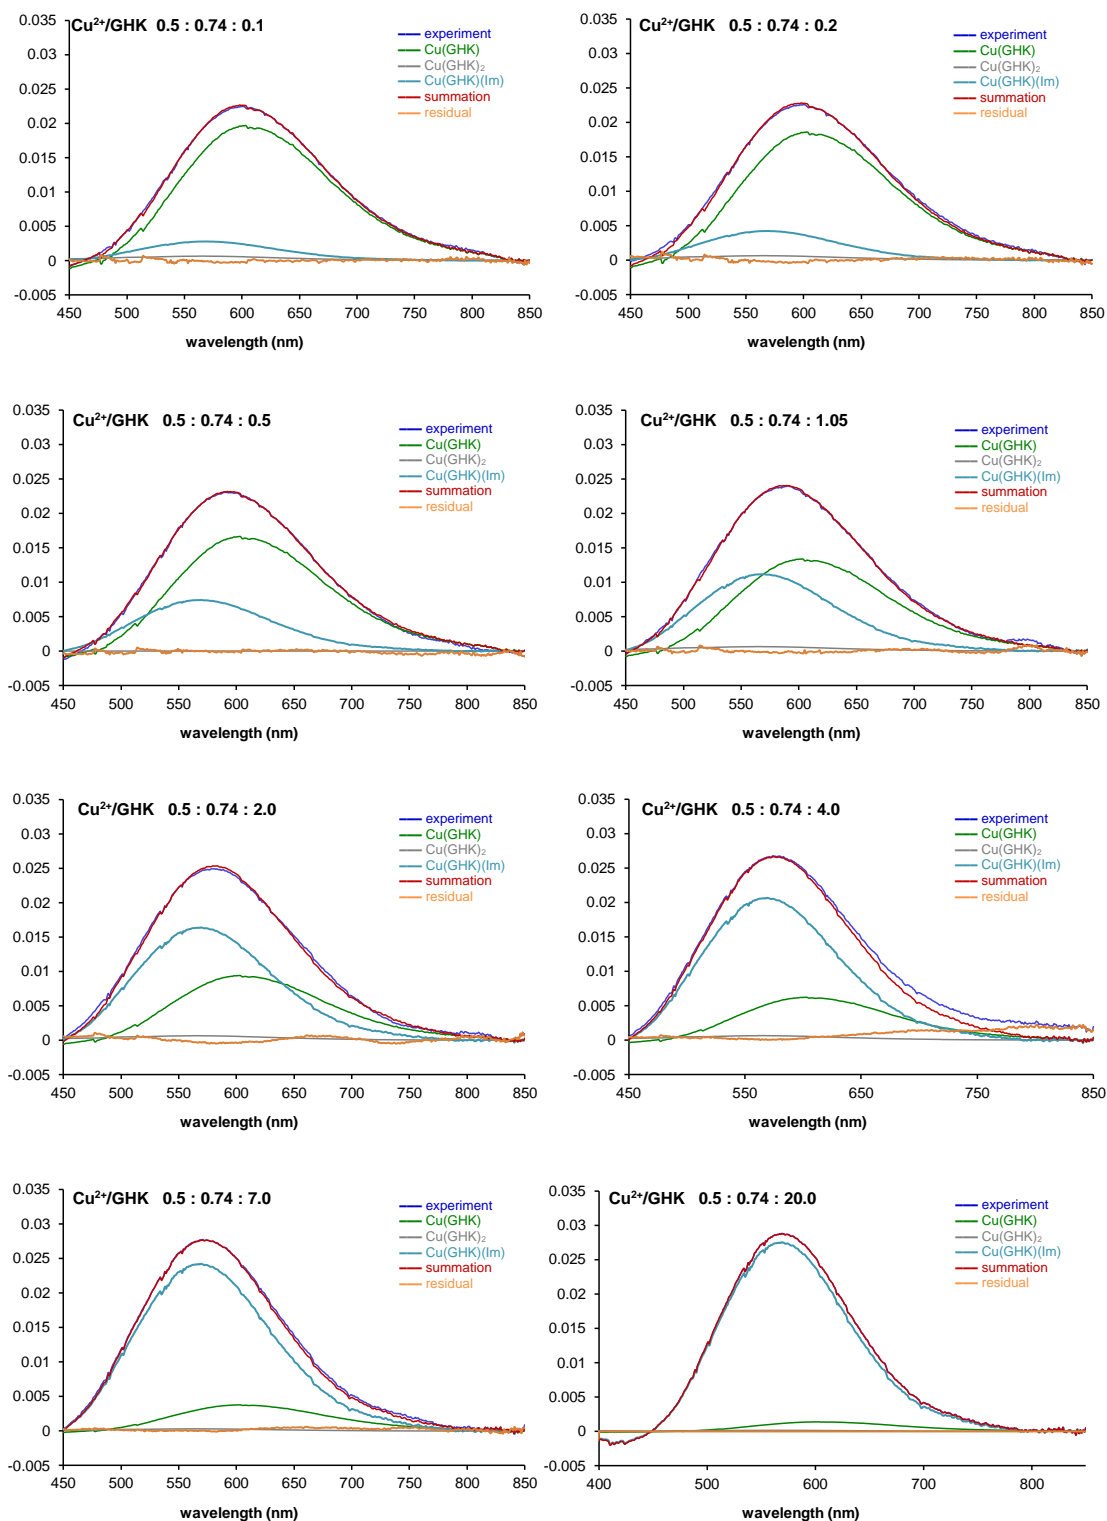 Cu²⁺/GHK 0.5 : 0.74 : 0.1
experiment
Cu(GHK)
Cu(GHK)₂
Cu(GHK)(Im)
summation
residual
0.035
0.03
0.025
0.02
0.015
0.01
0.005
0
-0.005
450 500 550 600 650 700 750 800 850
wavelength (nm)
Cu²⁺/GHK 0.5 : 0.74 : 0.2
experiment
Cu(GHK)
Cu(GHK)₂
Cu(GHK)(Im)
summation
residual
0.035
0.03
0.025
0.02
0.015
0.01
0.005
0
-0.005
450 500 550 600 650 700 750 800 850
wavelength (nm)
Cu²⁺/GHK 0.5 : 0.74 : 0.5
experiment
Cu(GHK)
Cu(GHK)₂
Cu(GHK)(Im)
summation
residual
0.035
0.03
0.025
0.02
0.015
0.01
0.005
0
-0.005
450 500 550 600 650 700 750 800 850
wavelength (nm)
Cu²⁺/GHK 0.5 : 0.74 : 1.05
experiment
Cu(GHK)
Cu(GHK)₂
Cu(GHK)(Im)
summation
residual
0.035
0.03
0.025
0.02
0.015
0.01
0.005
0
-0.005
450 500 550 600 650 700 750 800 850
wavelength (nm)
Cu²⁺/GHK 0.5 : 0.74 : 2.0
experiment
Cu(GHK)
Cu(GHK)₂
Cu(GHK)(Im)
summation
residual
0.035
0.03
0.025
0.02
0.015
0.01
0.005
0
-0.005
450 500 550 600 650 700 750 800 850
wavelength (nm)
Cu²⁺/GHK 0.5 : 0.74 : 4.0
experiment
Cu(GHK)
Cu(GHK)₂
Cu(GHK)(Im)
summation
residual
0.035
0.03
0.025
0.02
0.015
0.01
0.005
0
-0.005
450 550 650 750 850
wavelength (nm)
Cu²⁺/GHK 0.5 : 0.74 : 7.0
experiment
Cu(GHK)
Cu(GHK)₂
Cu(GHK)(Im)
summation
residual
0.035
0.03
0.025
0.02
0.015
0.01
0.005
0
-0.005
450 500 550 600 650 700 750 800 850
wavelength (nm)
Cu²⁺/GHK 0.5 : 0.74 : 20.0
experiment
Cu(GHK)
Cu(GHK)₂
Cu(GHK)(Im)
summation
residual
0.035
0.03
0.025
0.02
0.015
0.01
0.005
0
-0.005
400 500 600 700 800
wavelength (nm)